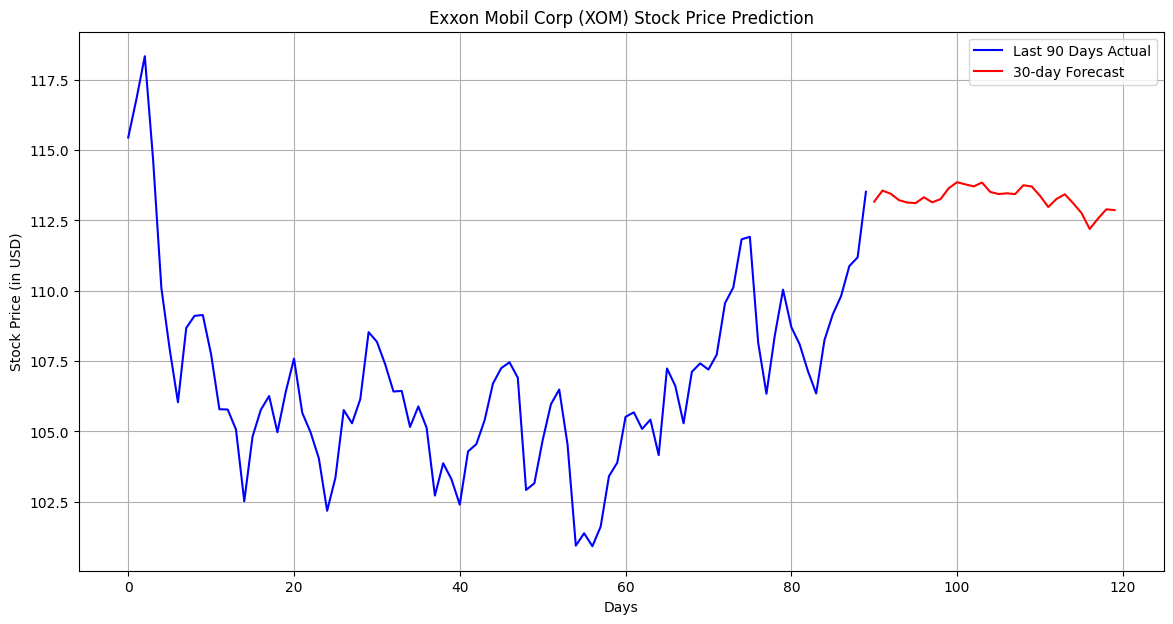 Exxon Mobil Corp (XOM) Stock Price Prediction
Last 90 Days Actual
30-day Forecast
Stock Price (in USD)
117.5
115.0
112.5
110.0
107.5
105.0
102.5
0 20 40 60 80 100 120
Days